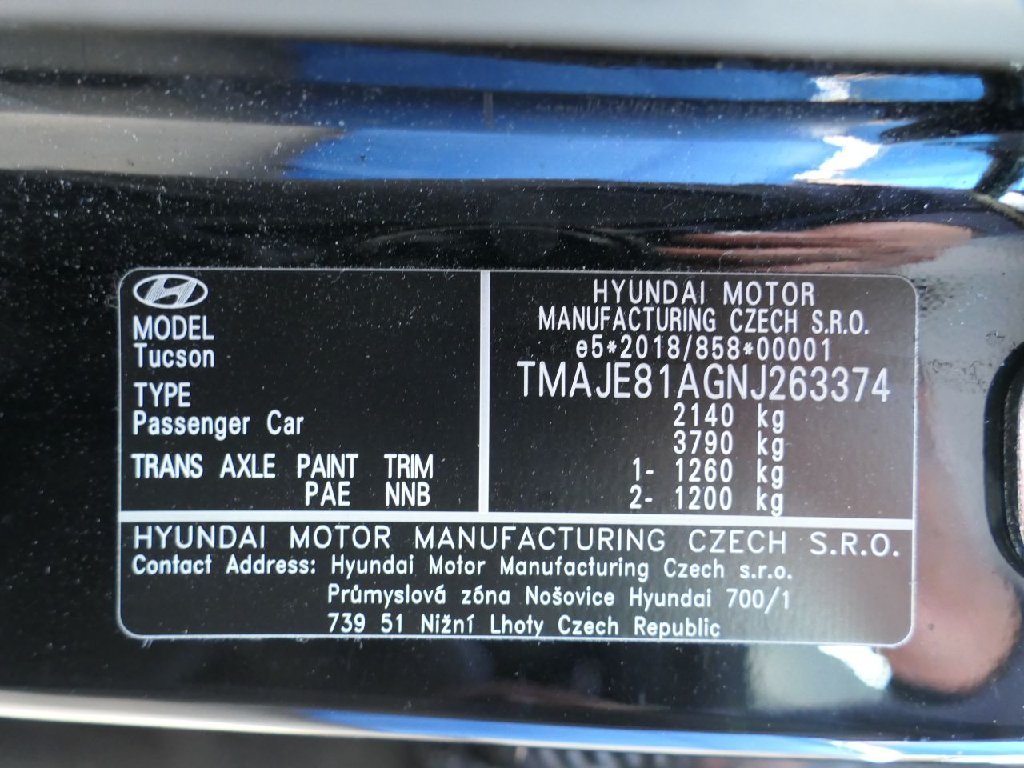 MODEL
Tucson
TYPE
Passenger Car
TRANS AXLE PAINT TRIM
PAE NNB
HYUNDAI MOTOR
MANUFACTURING CZECH S.R.O.
e5*2018/858*00001
TMAJE81AGNJ263374
2140 kg
3790 kg
1- 1260 kg
2- 1200 kg
HYUNDAI MOTOR MANUFACTURING CZECH S.R.O.
Contact Address: Hyundai Motor Manufacturing Czech s.r.o.
Průmyslová zóna Nošovice Hyundai 700/1
739 51 Nižní Lhoty Czech Republic